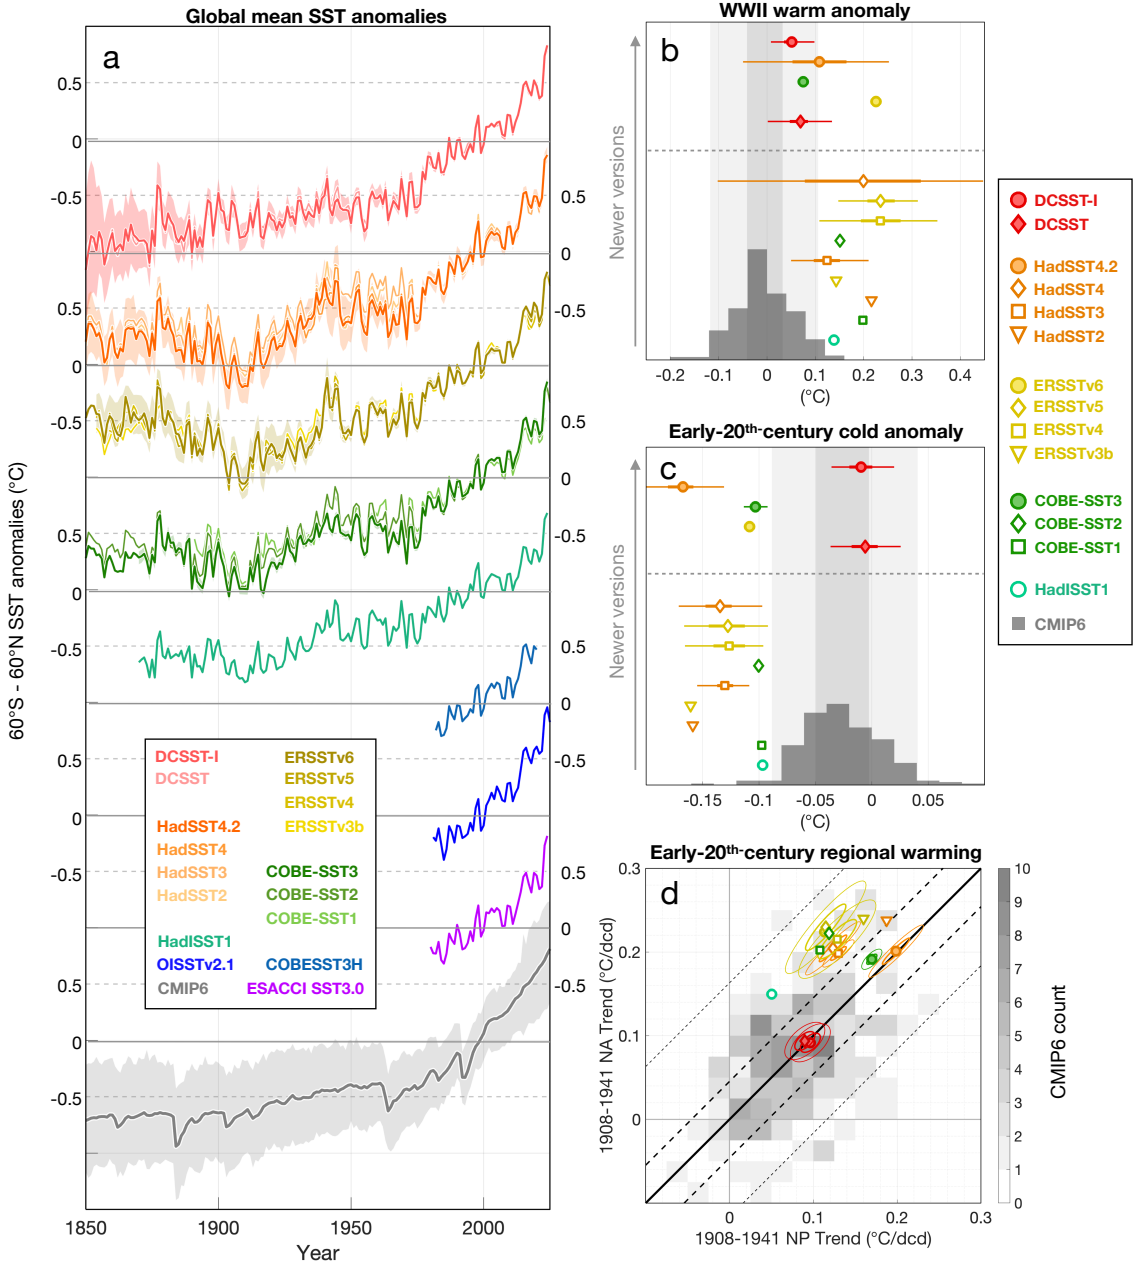 Global mean SST anomalies
a
60°S - 60°N SST anomalies (°C)
0.5
0
-0.5
0.5
0
0.5
-0.5
0
-0.5
0.5
0
0.5
-0.5
0
-0.5
0.5
0
0.5
-0.5
0
-0.5
0.5
0
0.5
-0.5
0
-0.5
DCSST-I
DCSST
HadSST4.2
HadSST4
HadSST3
HadSST2
HadISST1
OISSTv2.1
CMIP6
ERSSTv6
ERSSTv5
ERSSTv4
ERSSTv3b
COBE-SST3
COBE-SST2
COBE-SST1
COBESST3H
ESACCI SST3.0
1850
1900
1950
2000
Year
WWII warm anomaly
b
Newer versions
-0.2
-0.1
0
0.1
0.2
0.3
0.4
(°C)
Early-20th-century cold anomaly
c
Newer versions
-0.15
-0.1
-0.05
0
0.05
(°C)
DCSST-I
DCSST
HadSST4.2
HadSST4
HadSST3
HadSST2
ERSSTv6
ERSSTv5
ERSSTv4
ERSSTv3b
COBE-SST3
COBE-SST2
COBE-SST1
HadISST1
CMIP6
Early-20th-century regional warming
d
1908-1941 NA Trend (°C/dcd)
0.3
0.2
0.1
0
0
0.1
0.2
0.3
1908-1941 NP Trend (°C/dcd)
10
9
8
7
6
5
4
3
2
1
0
CMIP6 count